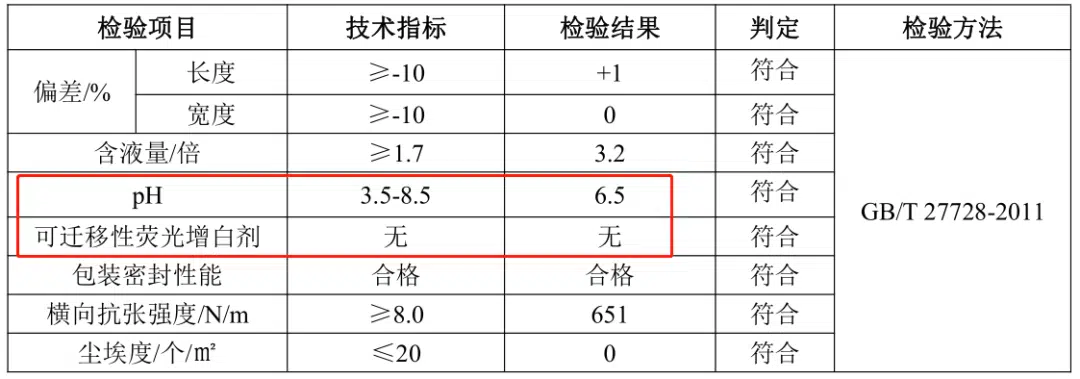 检验项目 技术指标 检验结果 判定 检验方法
偏差/% 长度 ≥-10 +1 符合 GB/T 27728-2011
宽度 ≥-10 0 符合
含液量/倍 ≥1.7 3.2 符合
pH 3.5-8.5 6.5 符合
可迁移性荧光增白剂 无 无 符合
包装密封性能 合格 合格 符合
横向抗张强度/N/m ≥8.0 651 符合
尘埃度/个/㎡ ≤20 0 符合